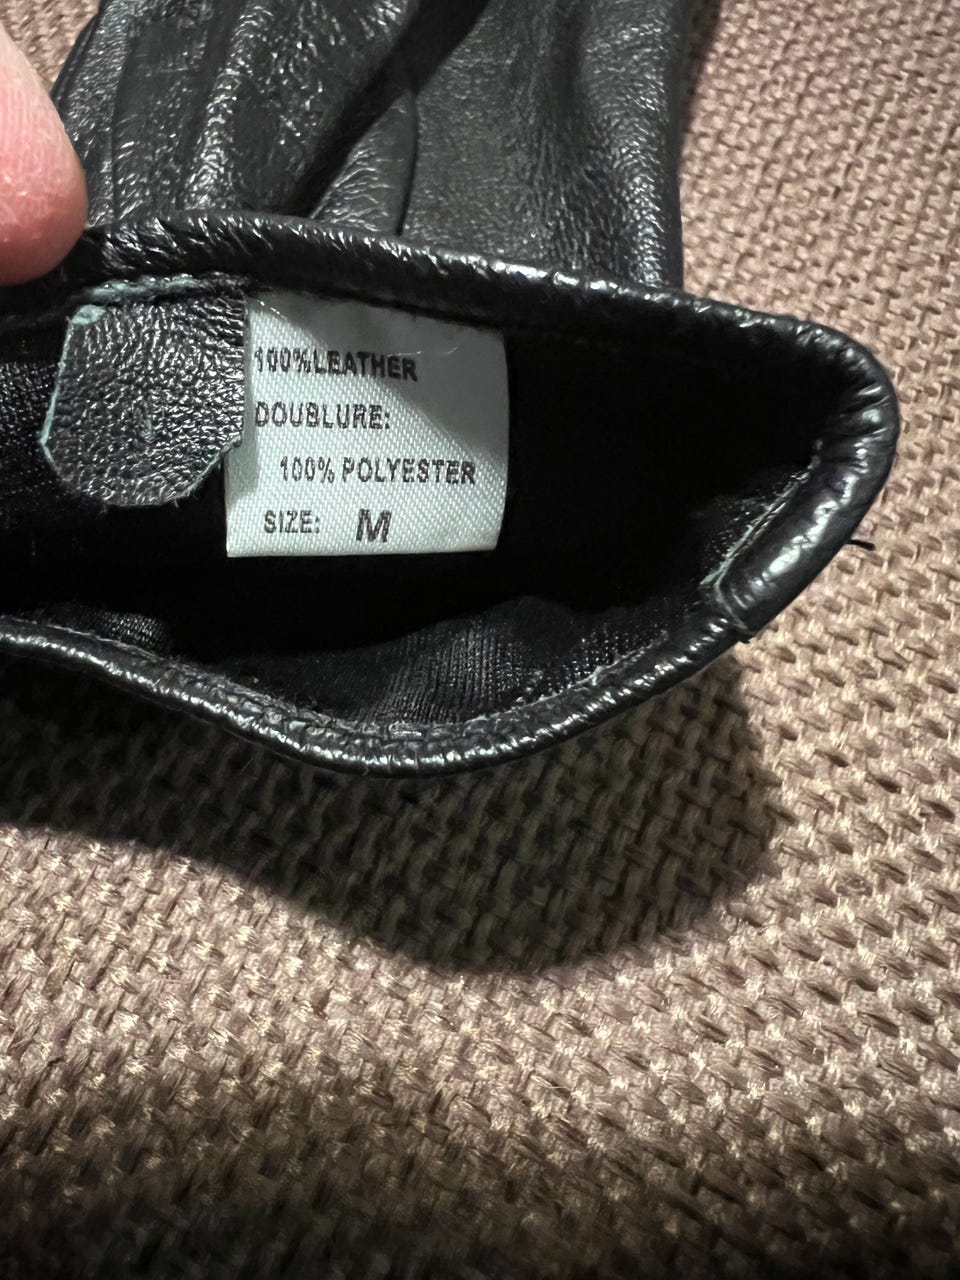 100%LEATHER
DOUBLURE:
100% POLYESTER
SIZE: M